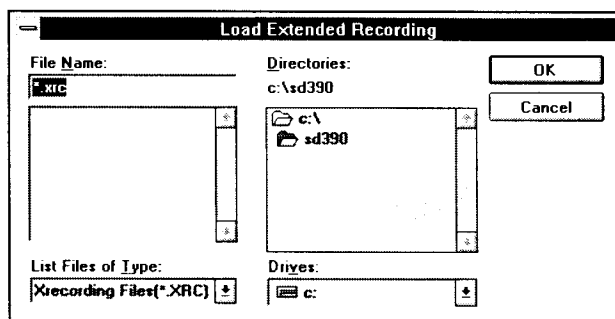 Load Extended Recording
File Name:
*.xrc
Directories:
c:\sd390
OK
Cancel
c:\
sd390
List Files of Type:
Xrecording Files(*.XRC)
Drives:
c: